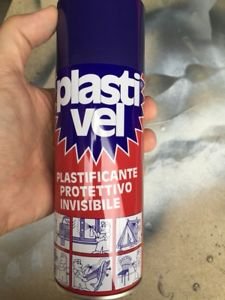 plasti
vel
PLASTIFICANTE
PROTETTIVO
INVISIBILE